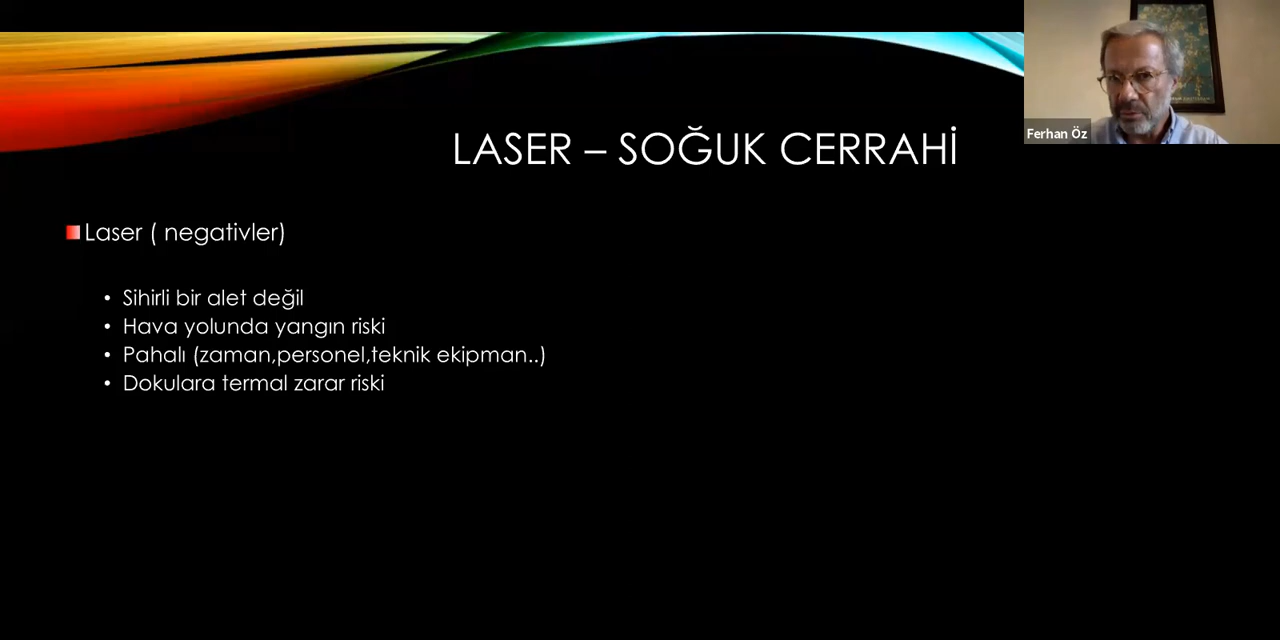 LASER – SOĞUK CERRAHİ
Ferhan Öz
Laser ( negativler)
• Sihirli bir alet değil
• Hava yolunda yangın riski
• Pahalı (zaman,personel,teknik ekipman..)
• Dokulara termal zarar riski